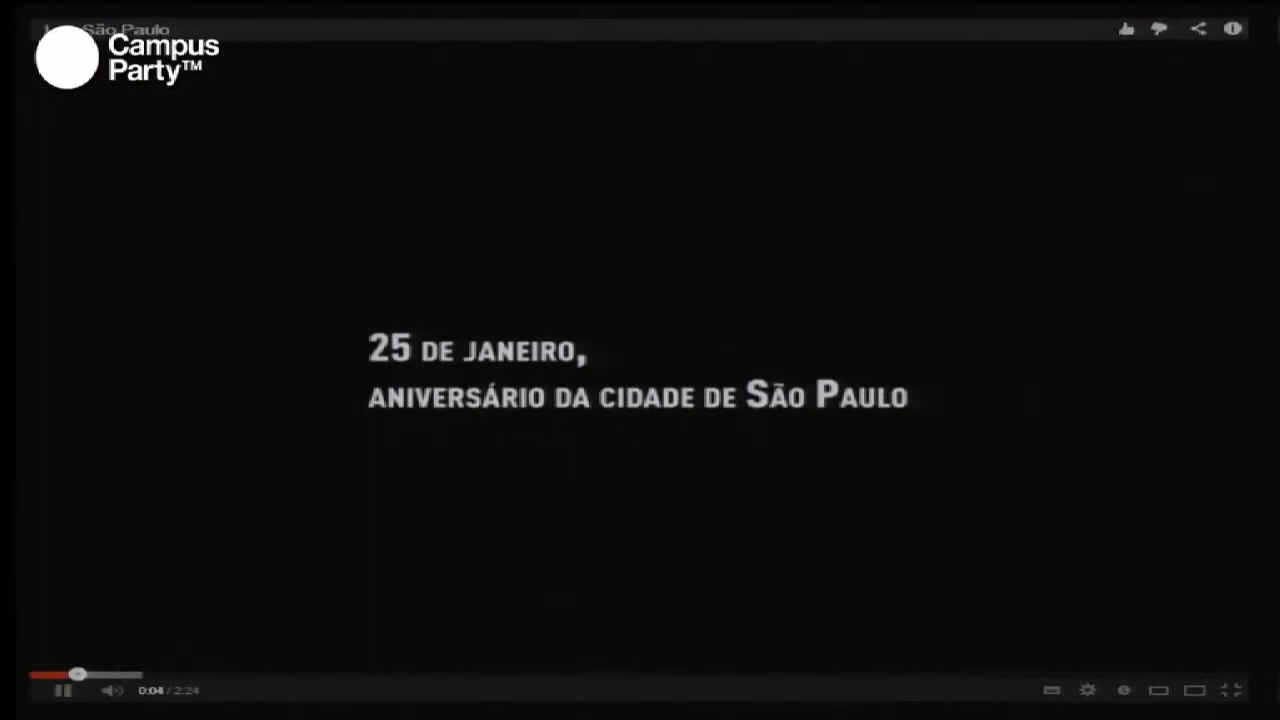 São Paulo
Campus
Party™
25 DE JANEIRO,
ANIVERSÁRIO DA CIDADE DE SÃO PAULO
0:04 / 2:24